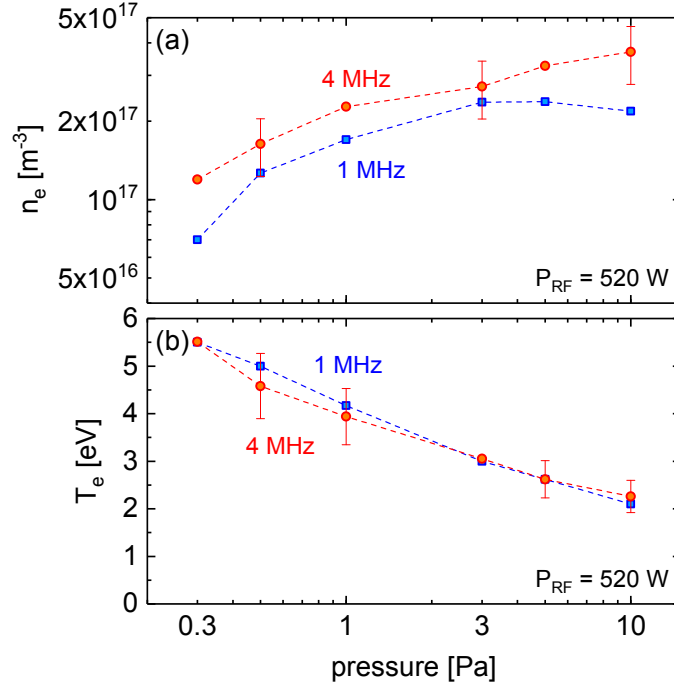 (a)
5x10^17
2x10^17
10^17
5x10^16
n_e [m^-3]
4 MHz
1 MHz
P_RF = 520 W
(b)
6
5
4
3
2
1
0
T_e [eV]
1 MHz
4 MHz
P_RF = 520 W
0.3
1
3
10
pressure [Pa]